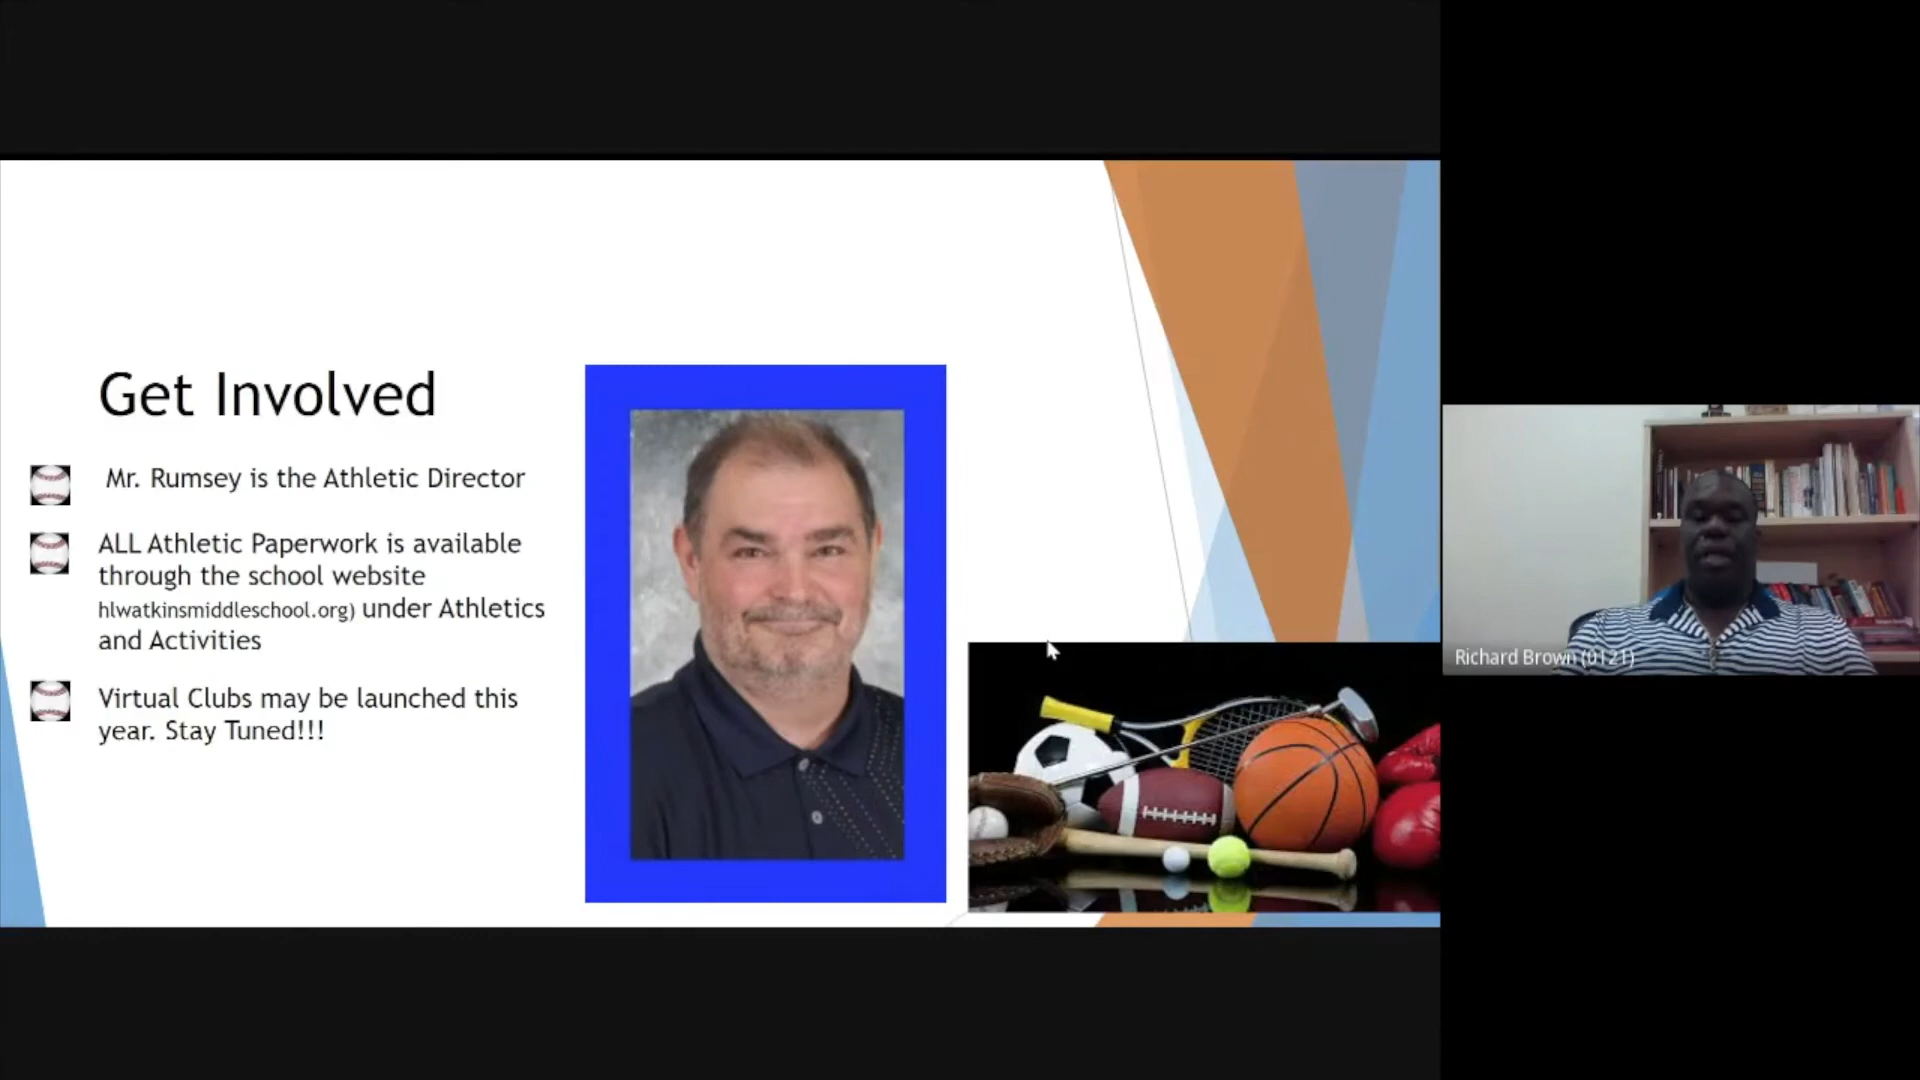 Get Involved
Mr. Rumsey is the Athletic Director
ALL Athletic Paperwork is available
through the school website
hlwatkinsmiddleschool.org) under Athletics
and Activities
Virtual Clubs may be launched this
year. Stay Tuned!!!
Richard Brown (0121)